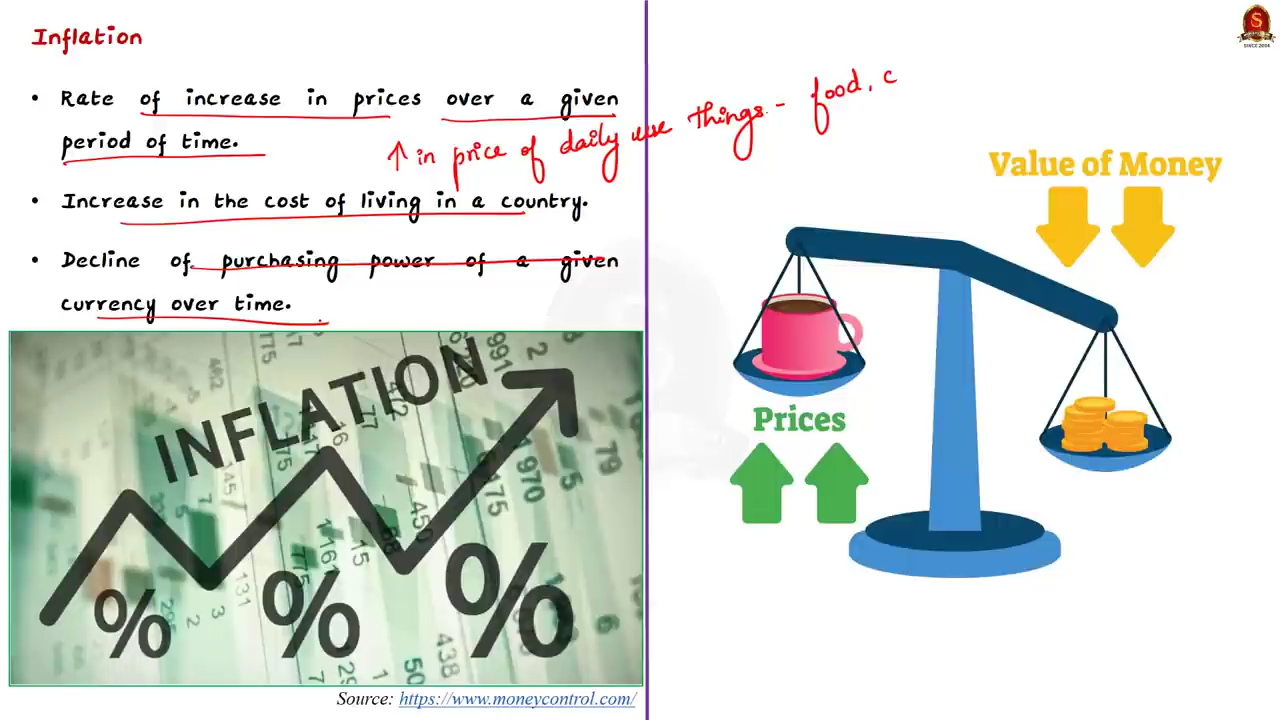 Inflation
• Rate of increase in prices over a given
period of time.
↑ in price of daily use things - food, c
• Increase in the cost of living in a country.
• Decline of purchasing power of a given
currency over time.
INFLATION
% % %
Source: https://www.moneycontrol.com/
Value of Money
Prices
S
SINCE 2004